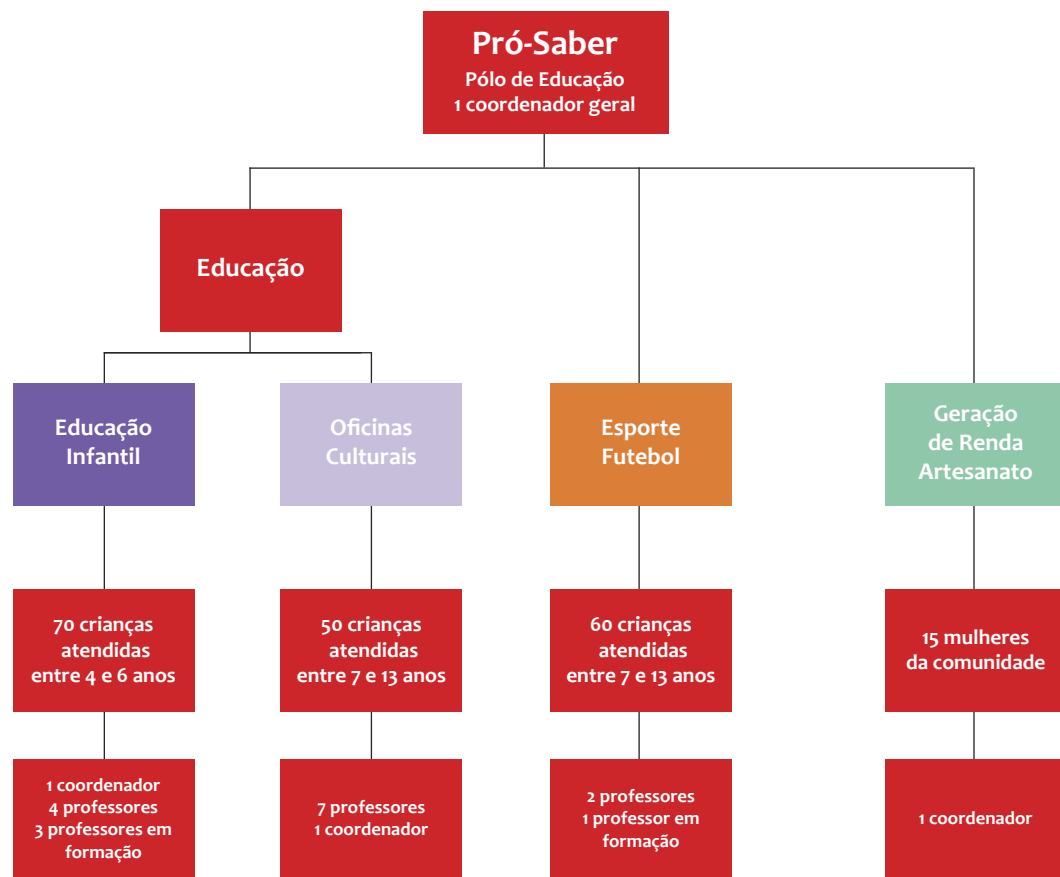 Pró-Saber
Pólo de Educação
1 coordenador geral
Educação
Educação
Infantil
Oficinas
Culturais
Esporte
Futebol
Geração
de Renda
Artesanato
70 crianças
atendidas
entre 4 e 6 anos
50 crianças
atendidas
entre 7 e 13 anos
60 crianças
atendidas
entre 7 e 13 anos
15 mulheres
da comunidade
1 coordenador
4 professores
3 professores em
formação
7 professores
1 coordenador
2 professores
1 professor em
formação
1 coordenador